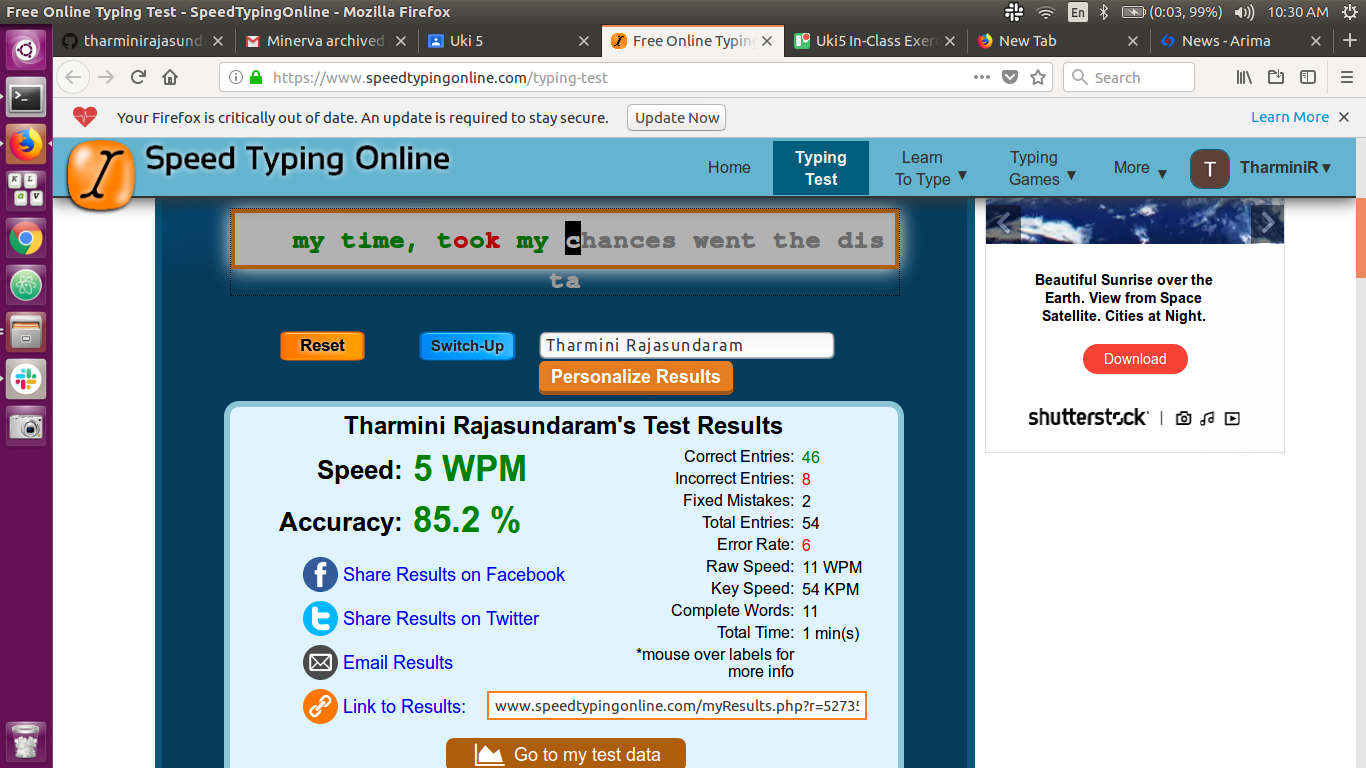 Free Online Typing Test - SpeedTypingOnline - Mozilla Firefox
En (0:03, 99%) 10:30 AM
tharminirajasund Minerva archived Uki 5 Free Online Typin Uki5 In-Class Exer New Tab News - Arima
https://www.speedtypingonline.com/typing-test Search
Your Firefox is critically out of date. An update is required to stay secure. Update Now Learn More
Speed Typing Online
Home
Typing
Test
Learn
To Type ▼
Typing
Games ▼
More ▼
T TharminiR ▾
my time, took my chances went the dis
ta
Reset Switch-Up Tharmini Rajasundaram
Personalize Results
Tharmini Rajasundaram's Test Results
Speed: 5 WPM
Accuracy: 85.2 %
Correct Entries: 46
Incorrect Entries: 8
Fixed Mistakes: 2
Total Entries: 54
Error Rate: 6
Raw Speed: 11 WPM
Key Speed: 54 KPM
Complete Words: 11
Total Time: 1 min(s)
*mouse over labels for
more info
Share Results on Facebook
Share Results on Twitter
Email Results
Link to Results: www.speedtypingonline.com/myResults.php?r=52735
Go to my test data
Beautiful Sunrise over the
Earth. View from Space
Satellite. Cities at Night.
Download
shutterstock